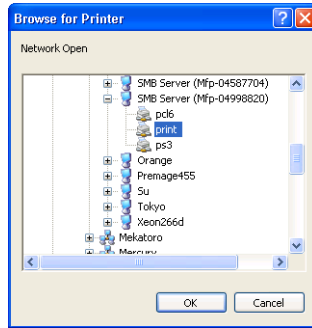 Browse for Printer
Network Open
SMB Server (Mfp-04587704)
SMB Server (Mfp-04998820)
pcl6
print
ps3
Orange
Premage455
Su
Tokyo
Xeon266d
Mekatoro
Mercury
OK Cancel